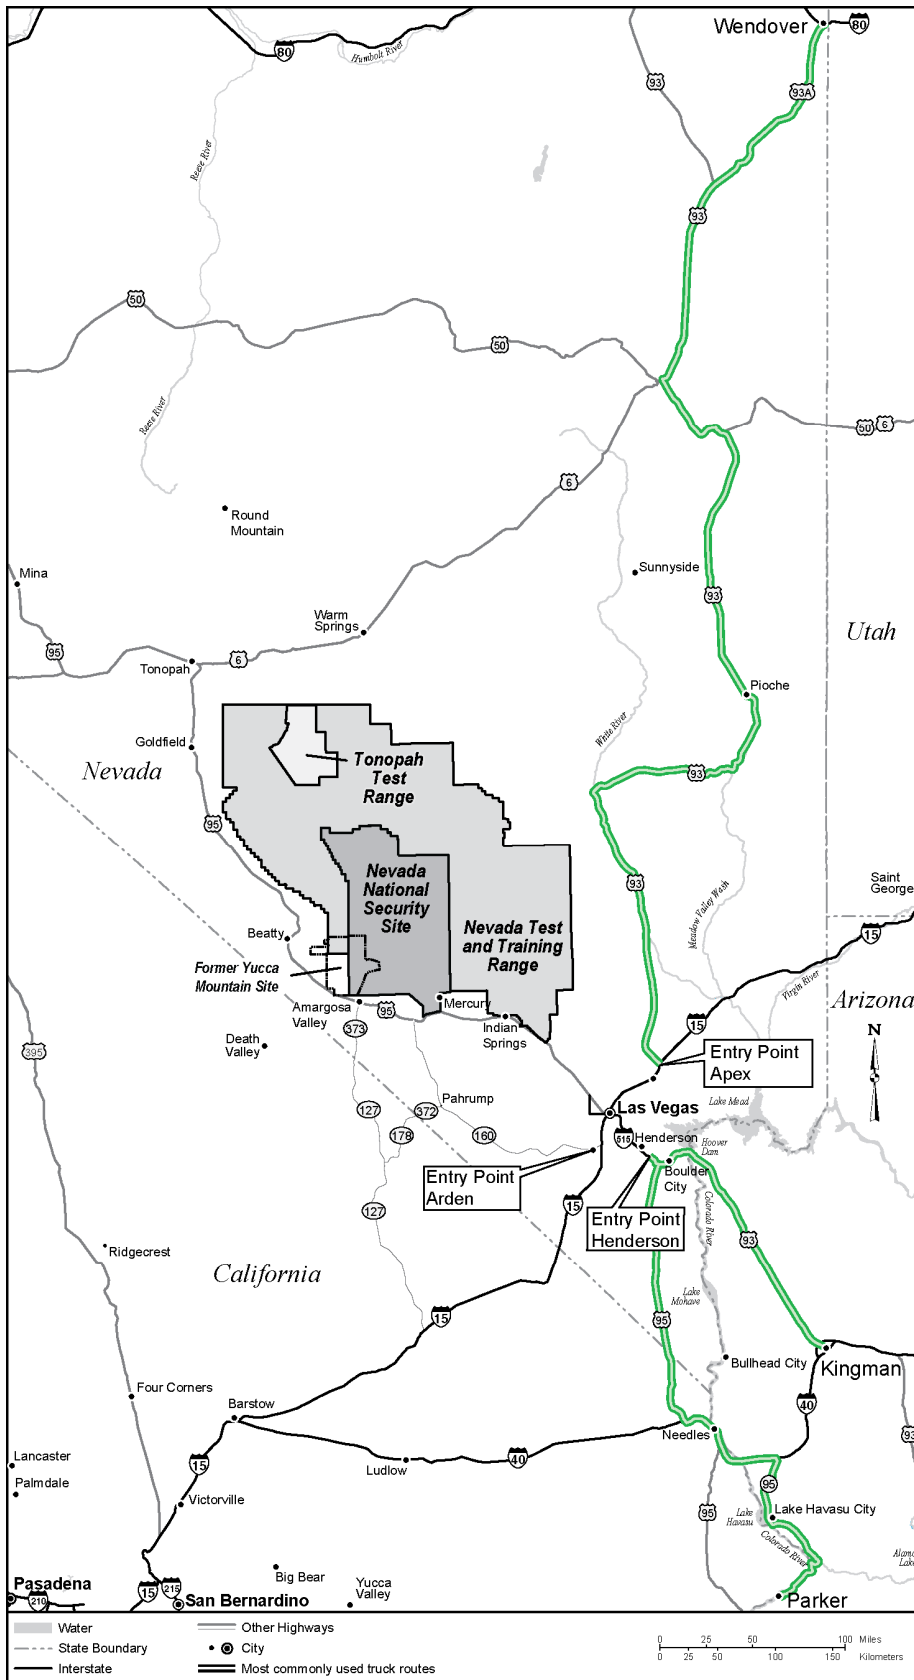 Wendover
80
80
Humbolt River
93
93A
Reese River
93
50
50
Reese River
50
6
6
Round
Mountain
Sunnyside
Mina
93
Warm
Springs
Utah
95
Tonopah
6
Pioche
White River
Goldfield
Tonopah
Test
Range
Nevada
93
95
Nevada
National
Security
Site
93
Saint
George
Meadow Valley Wash
Nevada Test
and Training
Range
Beatty
15
Former Yucca
Mountain Site
Virgin River
Arizona
Mercury
Amargosa
Valley
95
373
Indian
Springs
15
N
Death
Valley
395
Entry Point
Apex
Pahrump
Lake Mead
127
372
Las Vegas
178
160
515
Henderson
Hoover
Dam
Boulder
City
Entry Point
Arden
15
127
Colorado River
Entry Point
Henderson
93
Ridgecrest
California
Lake
Mohave
15
95
Bullhead City
Kingman
Four Corners
40
Barstow
Needles
93
Lancaster
15
Ludlow
40
Palmdale
95
Victorville
Lake
Havasu
Lake Havasu City
95
Colorado River
Alamo
Lake
Big Bear
Pasadena
210
15
215
San Bernardino
Yucca
Valley
Parker
Water
State Boundary
Interstate
Other Highways
City
Most commonly used truck routes
0 25 50 100 Miles
0 25 50 100 150 Kilometers